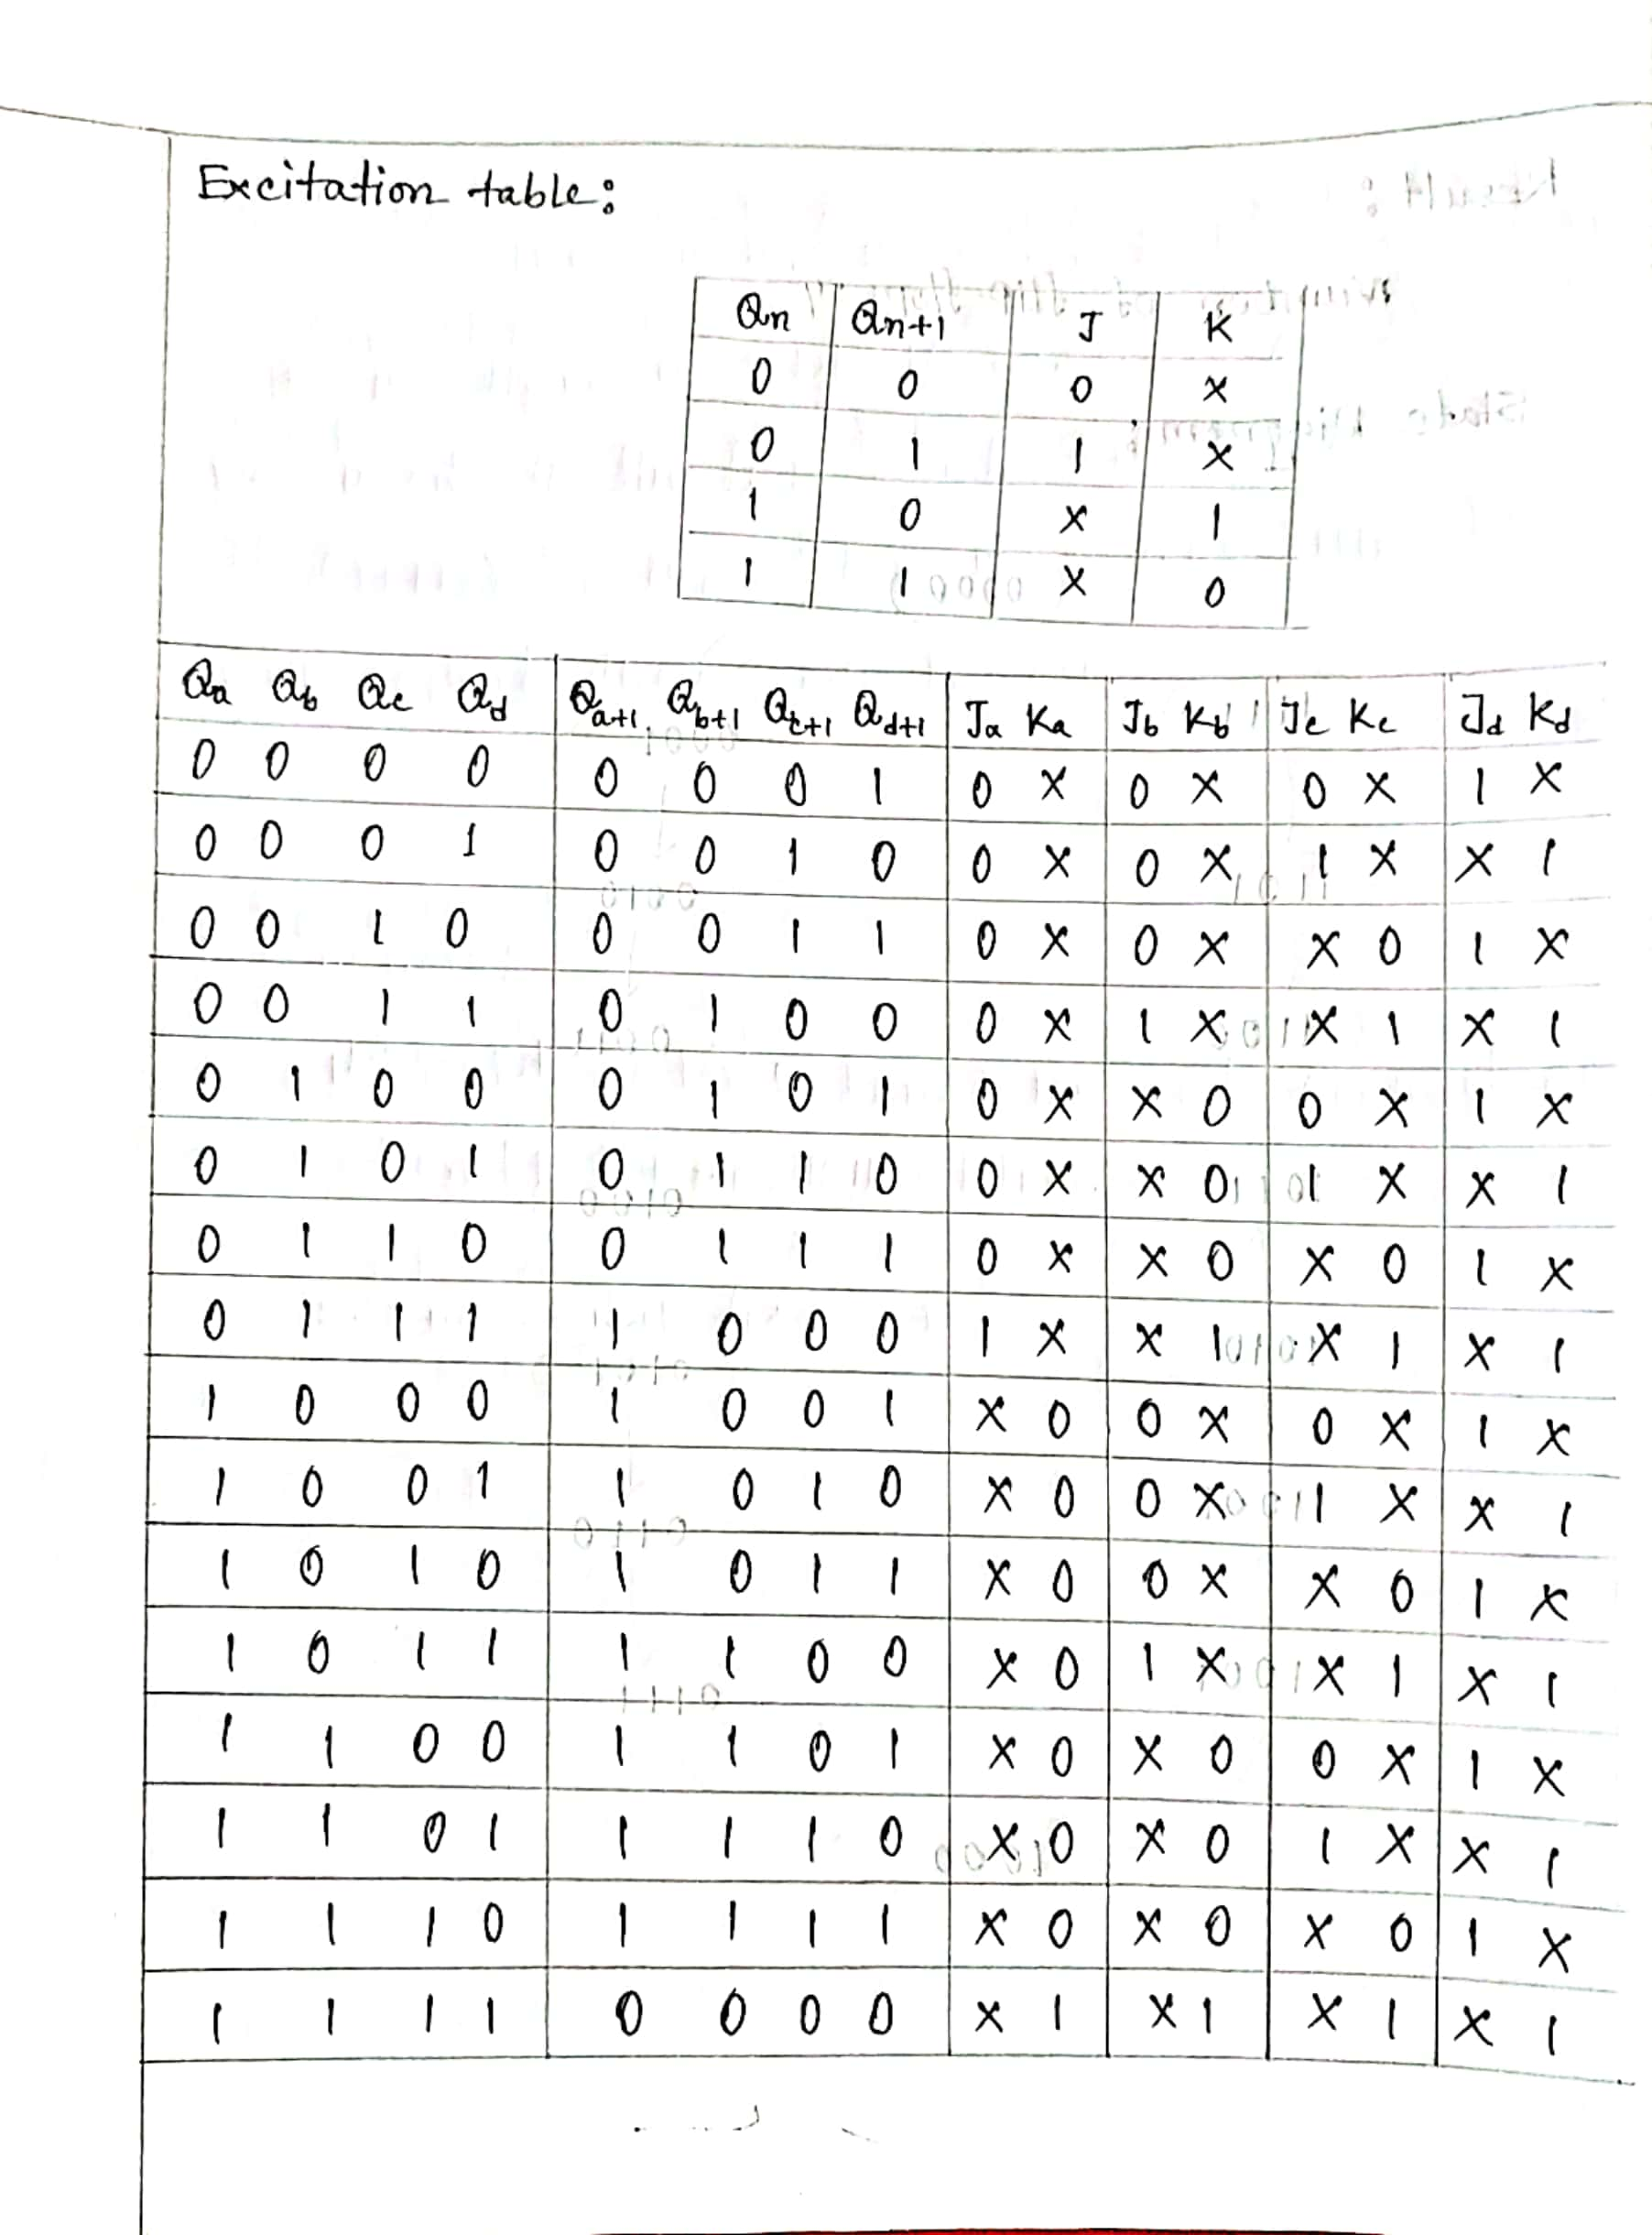 Excitation table:
Qn Qn+1 J K
0 0 0 x
0 1 1 x
1 0 x 1
1 1 x 0
Qa Qb Qc Qd Qa+1 Qb+1 Qc+1 Qd+1 Ja Ka Jb Kb Jc Kc Jd Kd
0 0 0 0 0 0 0 1 0 x 0 x 0 x 1 x
0 0 0 1 0 0 1 0 0 x 0 x 1 x x 1
0 0 1 0 0 0 1 1 0 x 0 x x 0 1 x
0 0 1 1 0 1 0 0 0 x 1 x x 1 x 1
0 1 0 0 0 1 0 1 0 x x 0 0 x 1 x
0 1 0 1 0 1 1 0 0 x x 0 1 x x 1
0 1 1 0 0 1 1 1 0 x x 0 x 0 1 x
0 1 1 1 1 0 0 0 1 x x 1 x 1 x 1
1 0 0 0 1 0 0 1 x 0 0 x 0 x 1 x
1 0 0 1 1 0 1 0 x 0 0 x 1 x x 1
1 0 1 0 1 0 1 1 x 0 0 x x 0 1 x
1 0 1 1 1 1 0 0 x 0 1 x x 1 x 1
1 1 0 0 1 1 0 1 x 0 x 0 0 x 1 x
1 1 0 1 1 1 1 0 x 0 x 0 1 x x 1
1 1 1 0 1 1 1 1 x 0 x 0 x 0 1 x
1 1 1 1 0 0 0 0 x 1 x 1 x 1 x 1